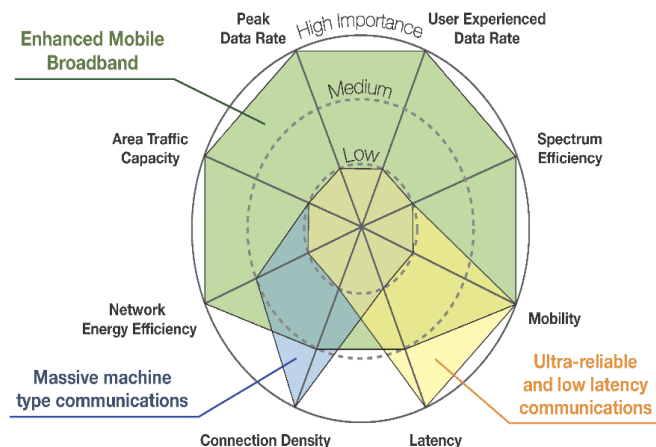 Peak
Data Rate
High Importance
User Experienced
Data Rate
Enhanced Mobile
Broadband
Medium
Area Traffic
Capacity
Low
Spectrum
Efficiency
Network
Energy Efficiency
Mobility
Massive machine
type communications
Ultra-reliable
and low latency
communications
Connection Density
Latency